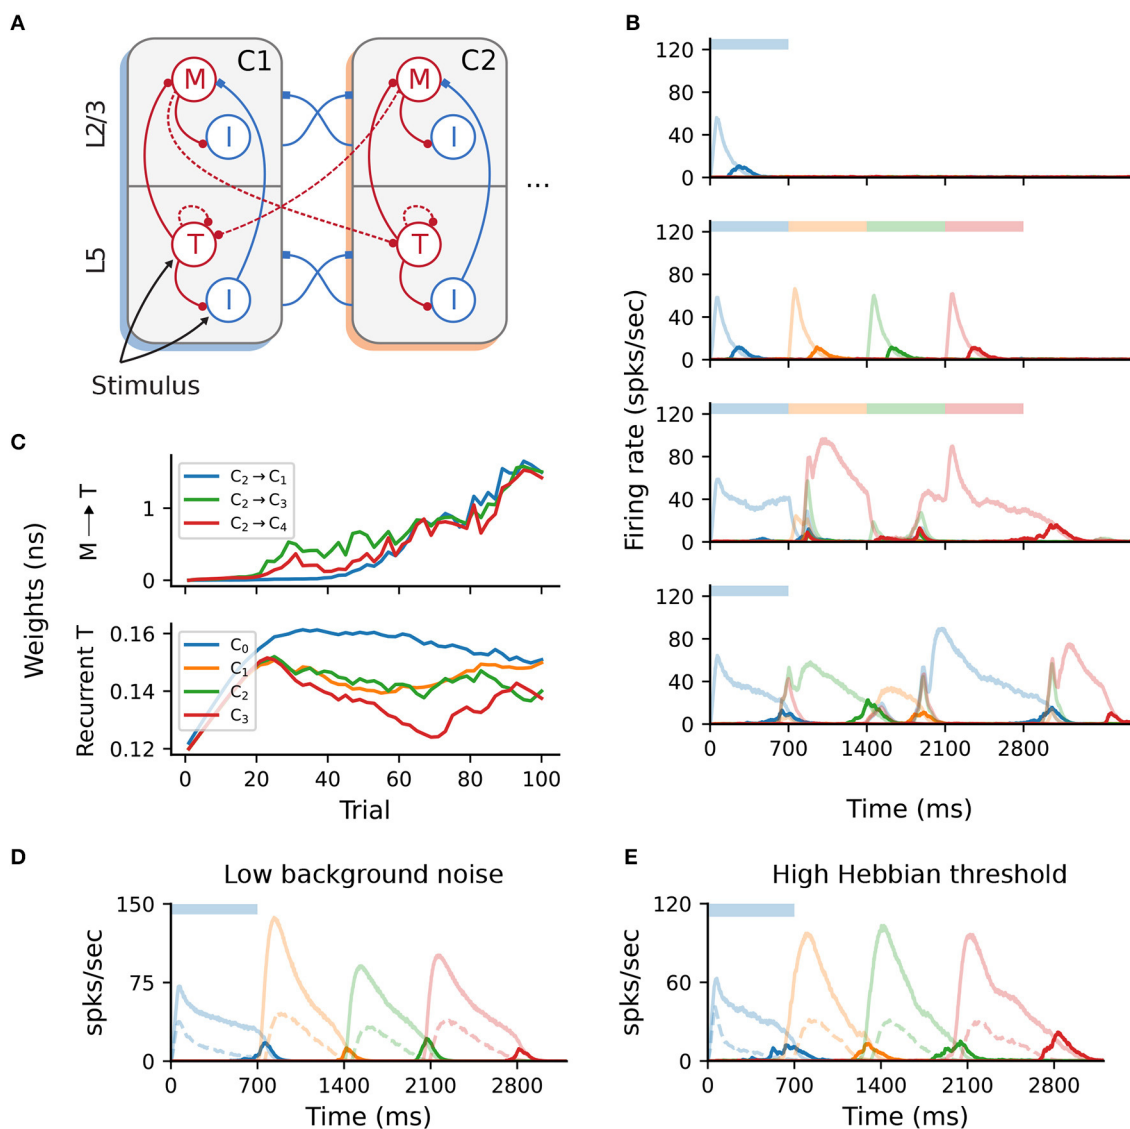 A
C1
C2
M
I
M
I
L2/3
...
T
I
T
I
L5
Stimulus
B
120
80
40
0
120
80
40
0
120
80
40
0
120
80
40
0
Firing rate (spks/sec)
0 700 1400 2100 2800
Time (ms)
C
C₂→C₁
C₂→C₃
C₂→C₄
1
0
M → T
Weights (ns)
0.16
0.14
0.12
Recurrent T
C₀
C₁
C₂
C₃
0 20 40 60 80 100
Trial
D
Low background noise
150
75
0
spks/sec
0 700 1400 2100 2800
Time (ms)
E
High Hebbian threshold
120
60
0
spks/sec
0 700 1400 2100 2800
Time (ms)